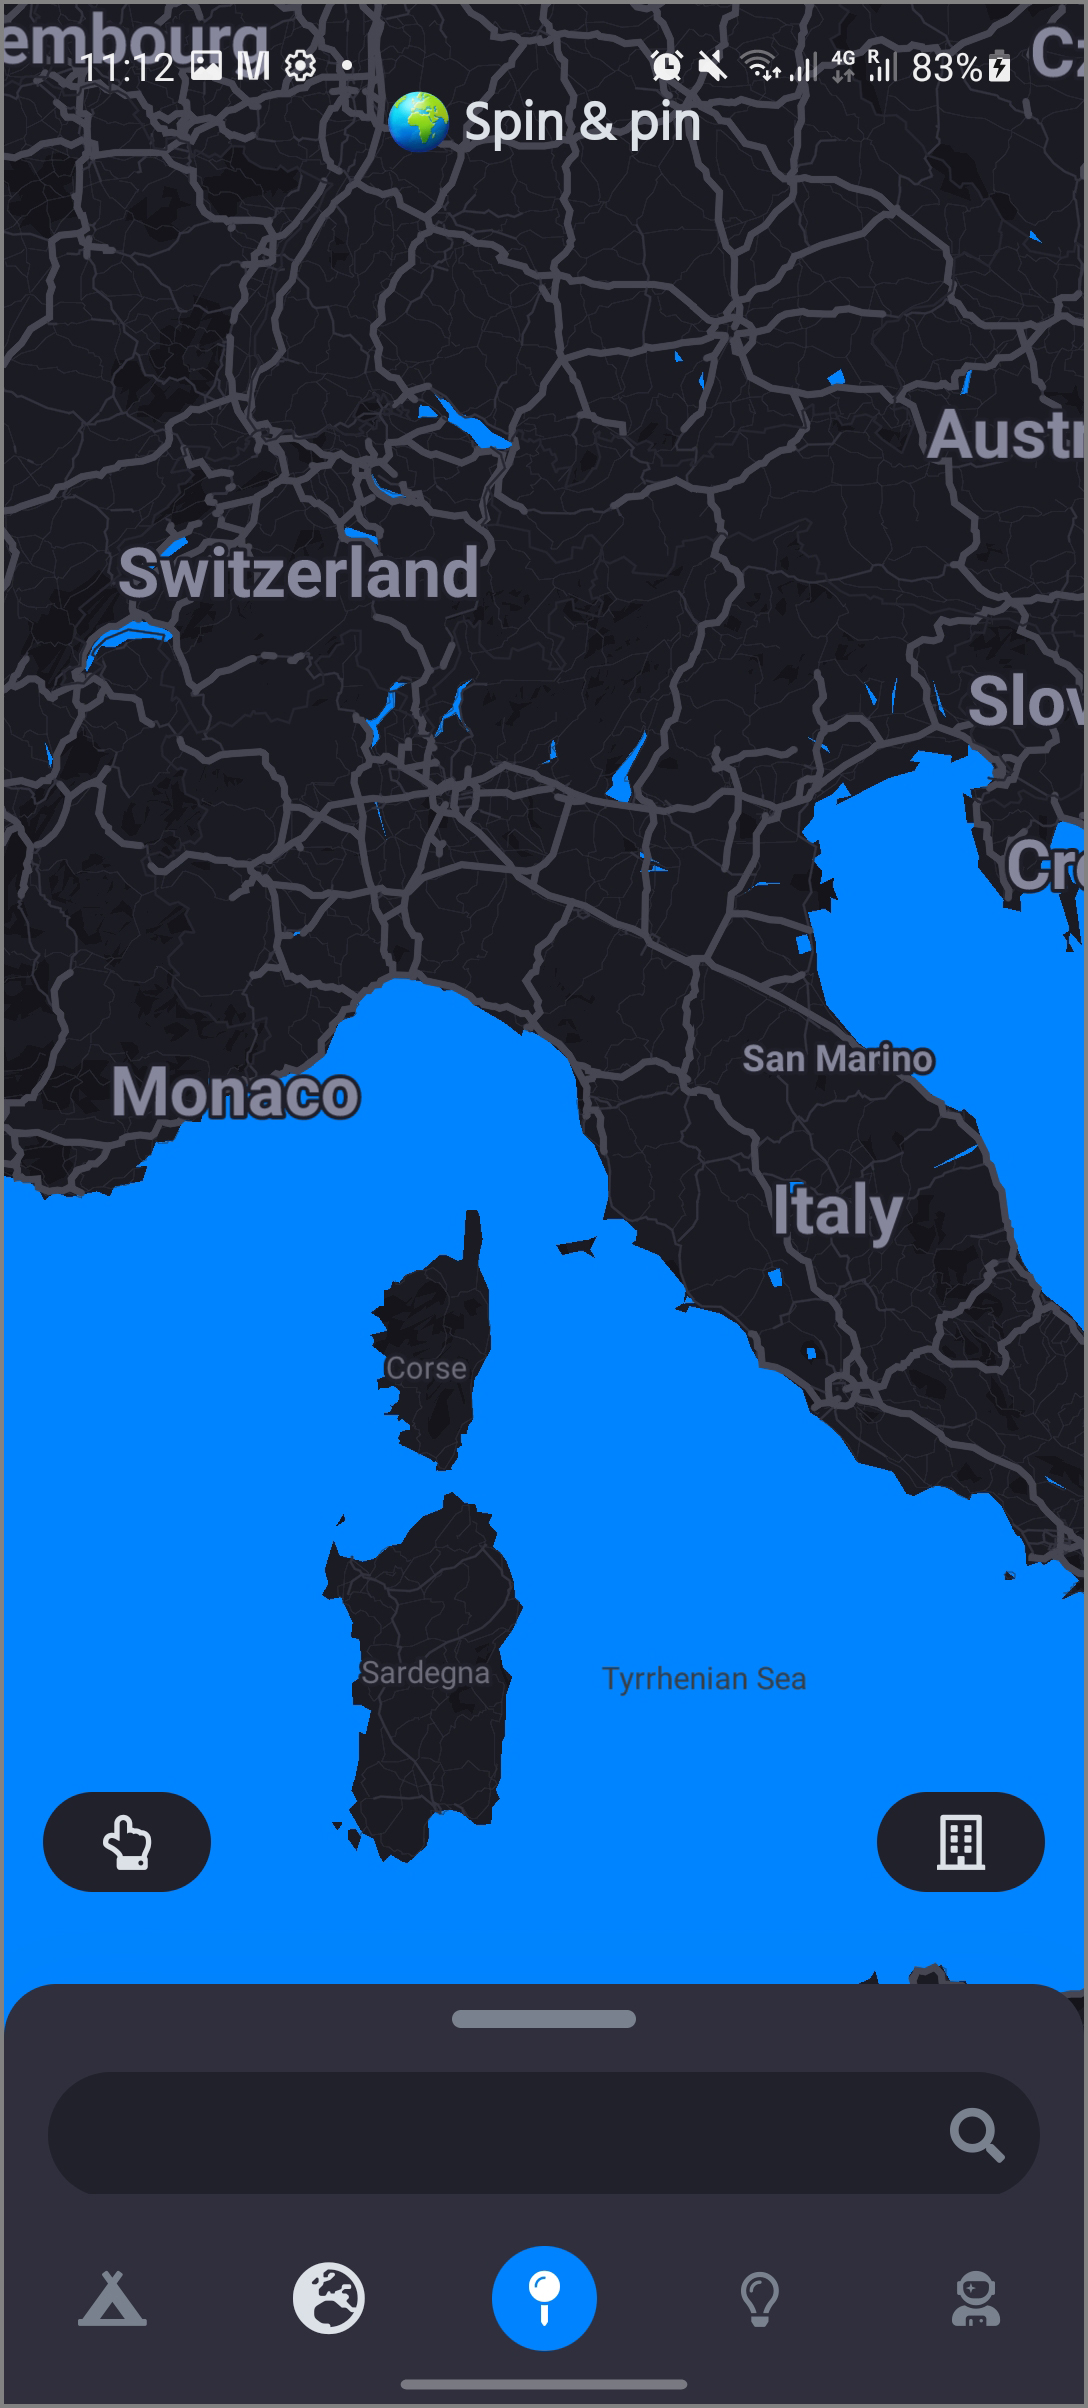 embourg
Cz
11:12 M 4G R 83%
Spin & pin
Austr
Switzerland
Slov
Cro
San Marino
Monaco
Italy
Corse
Sardegna
Tyrrhenian Sea